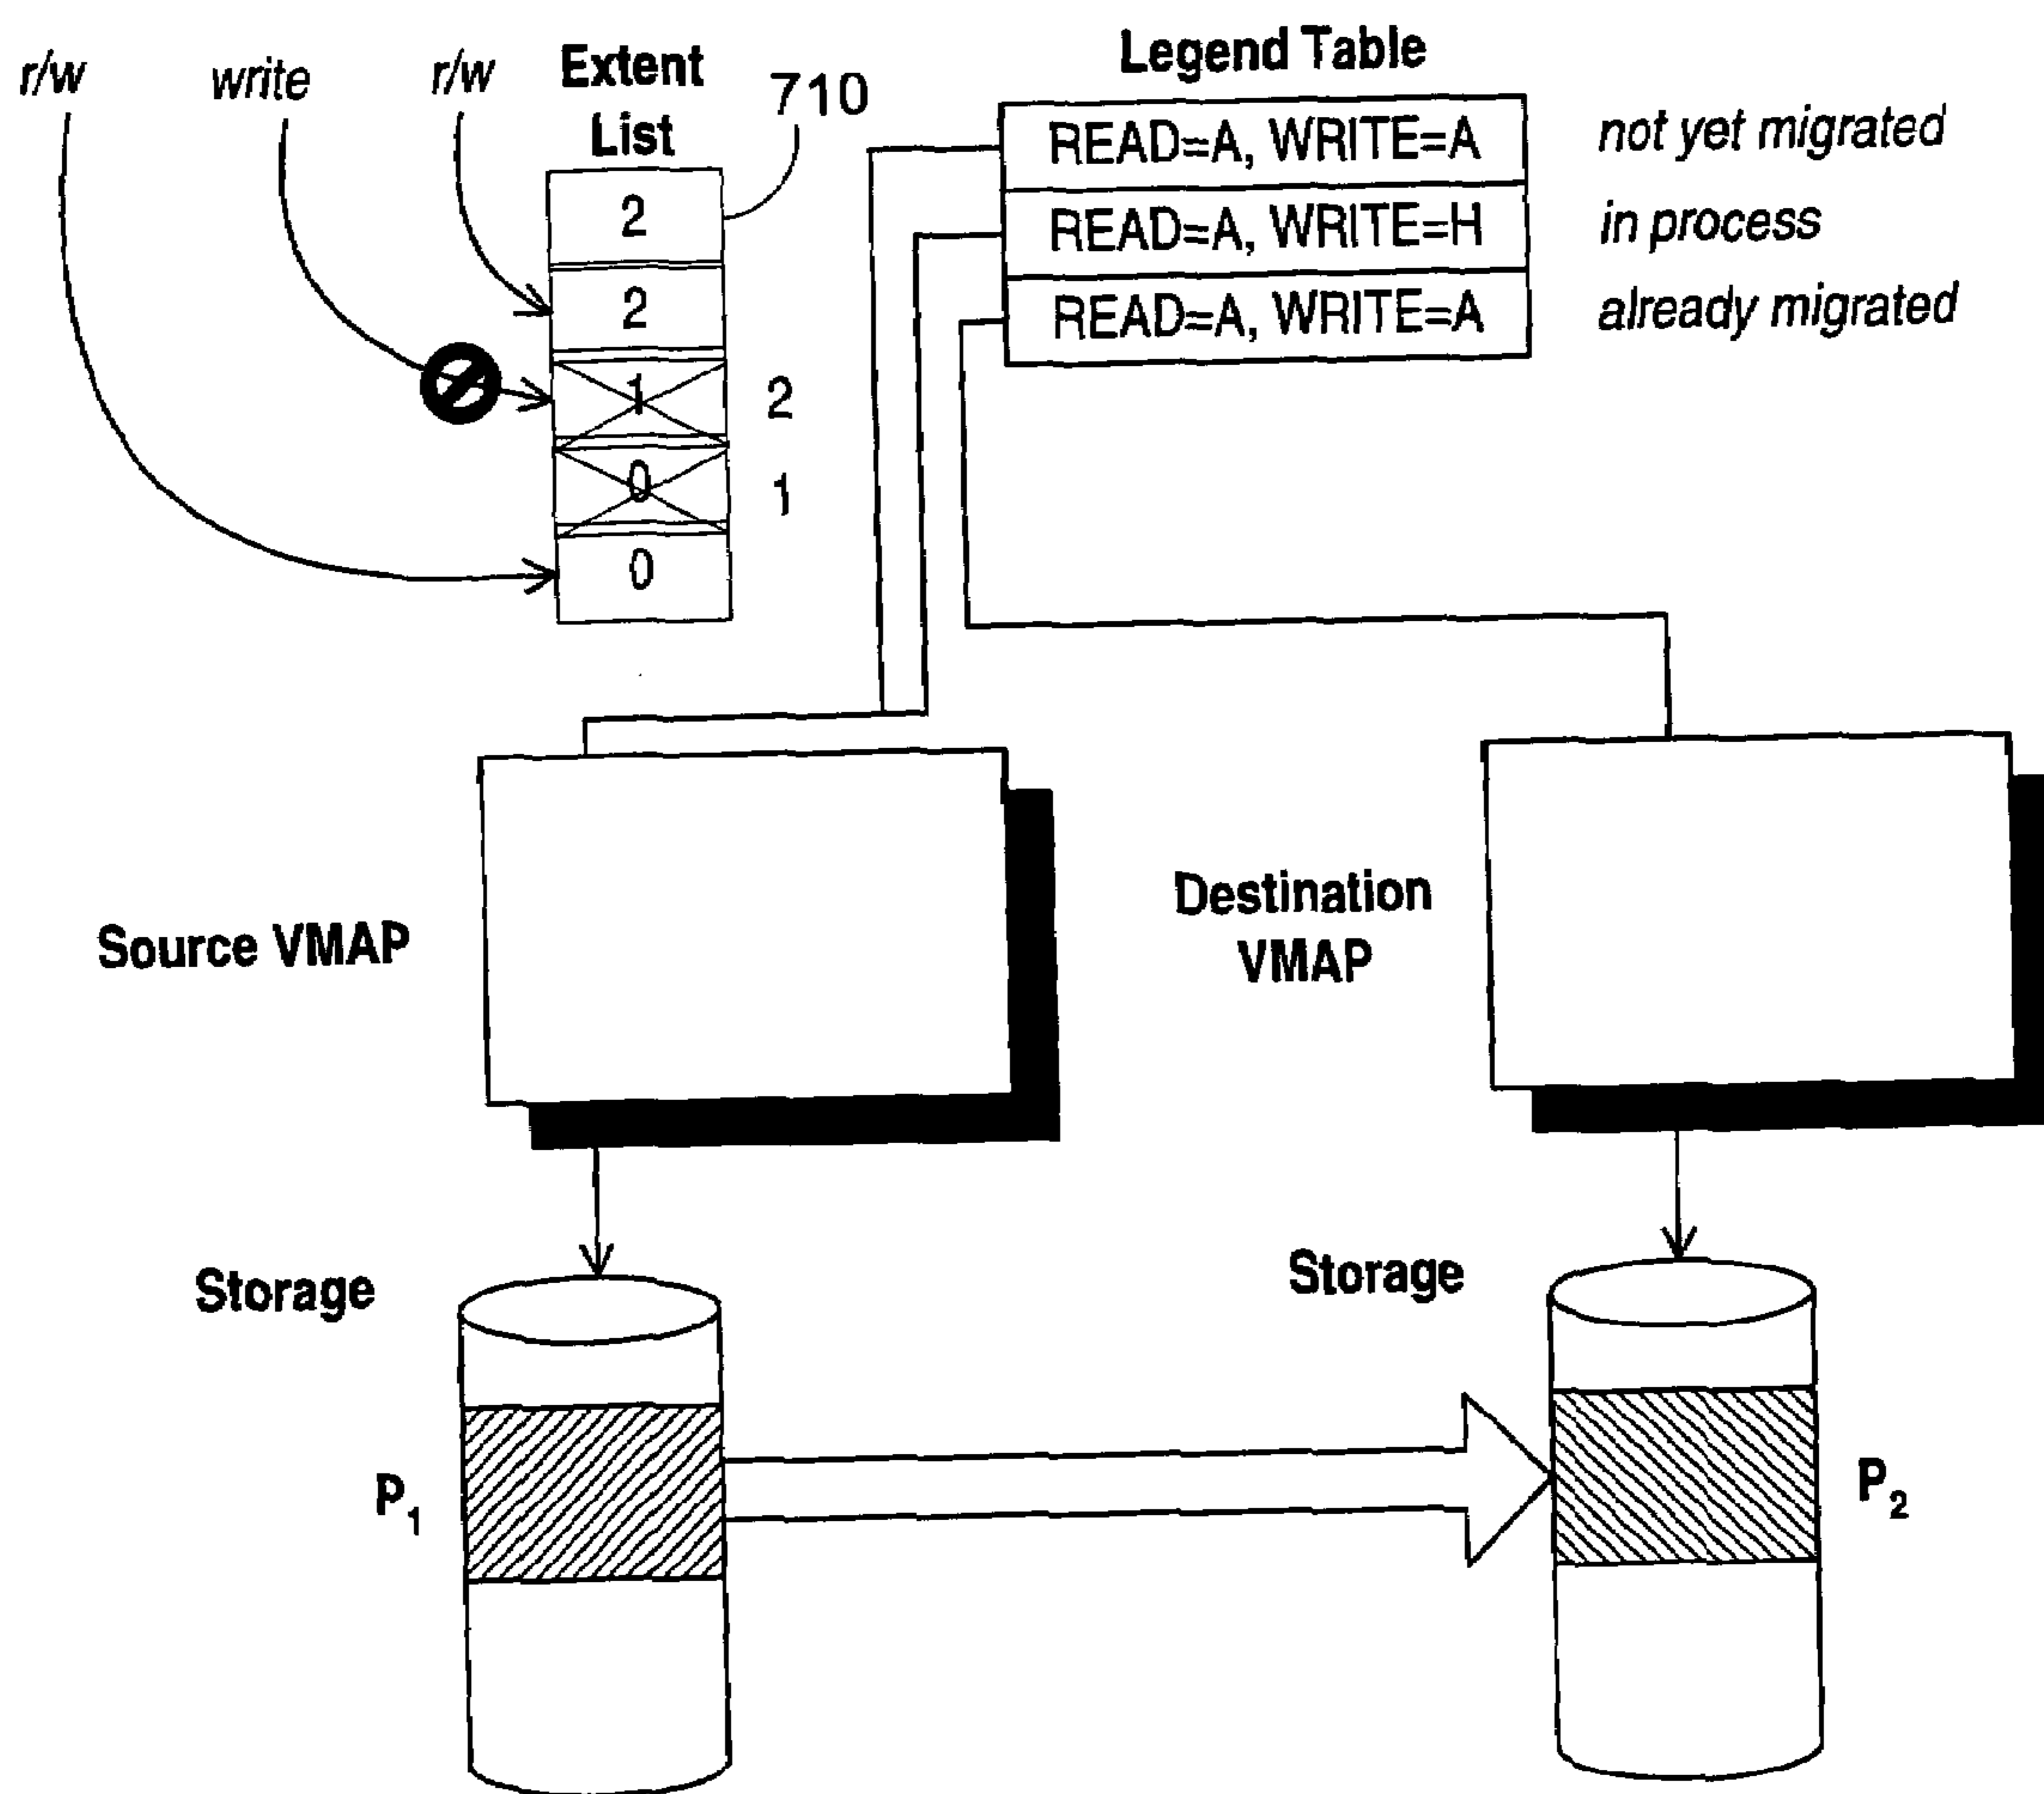 r/w
write
r/w
Extent
List
710
2
2
1
2
0
1
0
Legend Table
READ=A, WRITE=A
not yet migrated
READ=A, WRITE=H
in process
READ=A, WRITE=A
already migrated
Source VMAP
Destination
VMAP
Storage
Storage
P1
P2